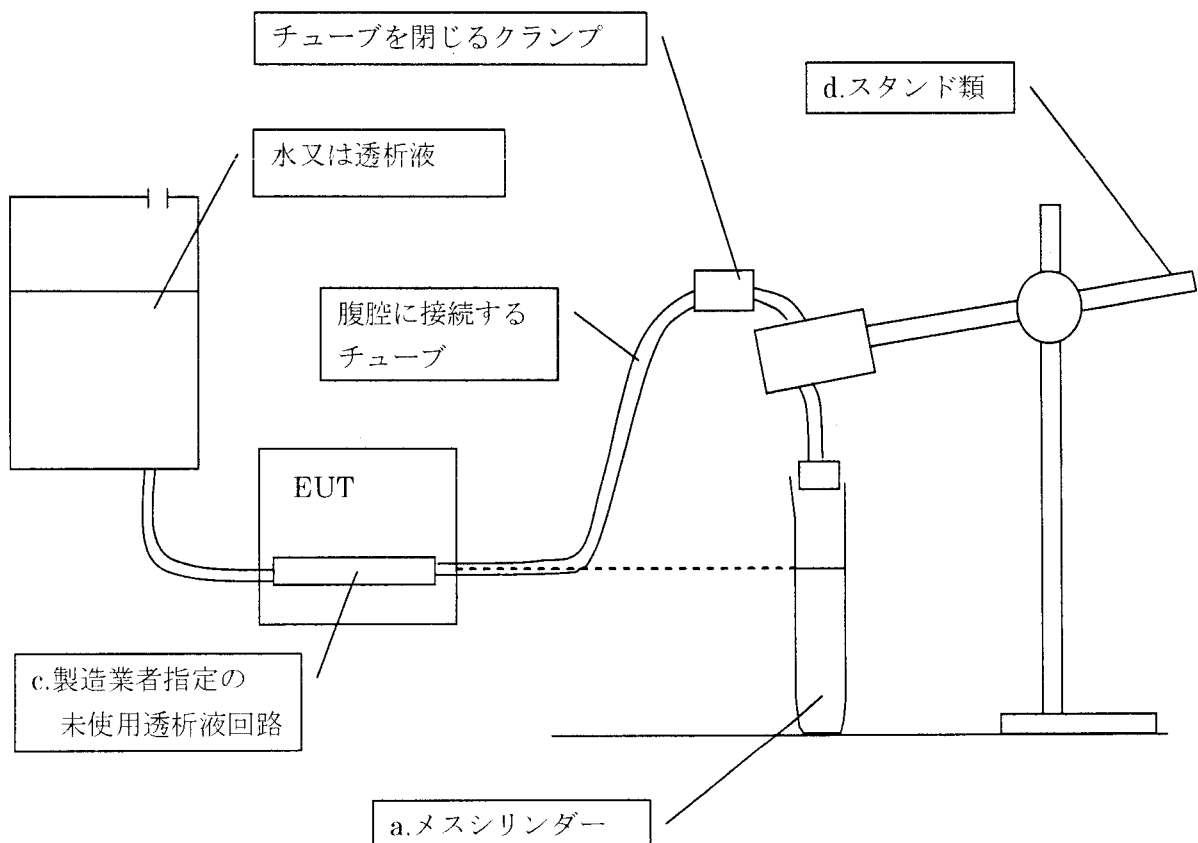 チューブを閉じるクランプ
d.スタンド類
水又は透析液
腹腔に接続する
チューブ
EUT
c.製造業者指定の
未使用透析液回路
a.メスシリンダー